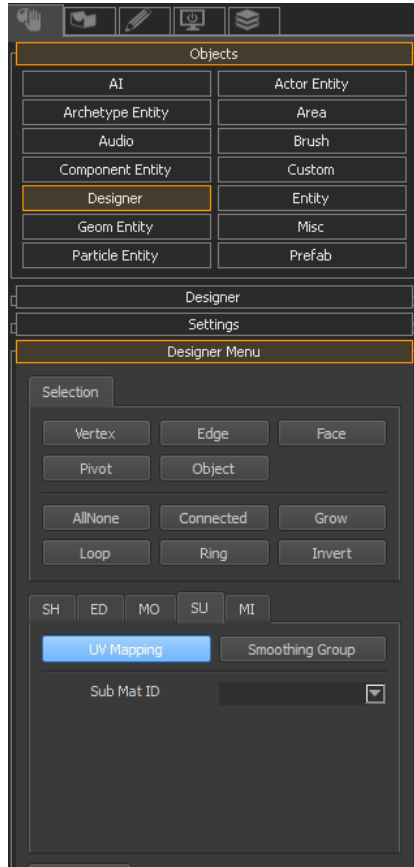 Objects
AI Actor Entity
Archetype Entity Area
Audio Brush
Component Entity Custom
Designer Entity
Geom Entity Misc
Particle Entity Prefab
Designer
Settings
Designer Menu
Selection
Vertex Edge Face
Pivot Object
AllNone Connected Grow
Loop Ring Invert
SH ED MO SU MI
UV Mapping Smoothing Group
Sub Mat ID